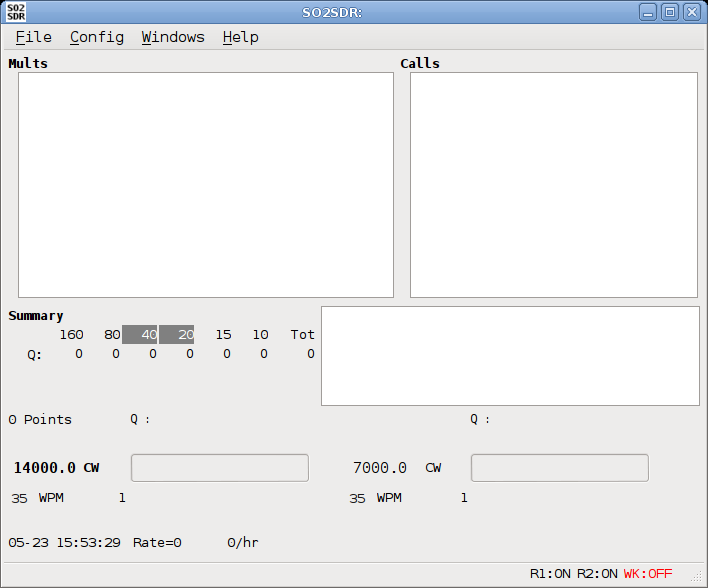 SO2 SDR SO2SDR:
File Config Windows Help
Mults Calls
Summary
160 80 40 20 15 10 Tot
Q: 0 0 0 0 0 0 0
0 Points Q : Q :
14000.0 CW 7000.0 CW
35 WPM 1 35 WPM 1
05-23 15:53:29 Rate=0 0/hr
R1:ON R2:ON WK:OFF